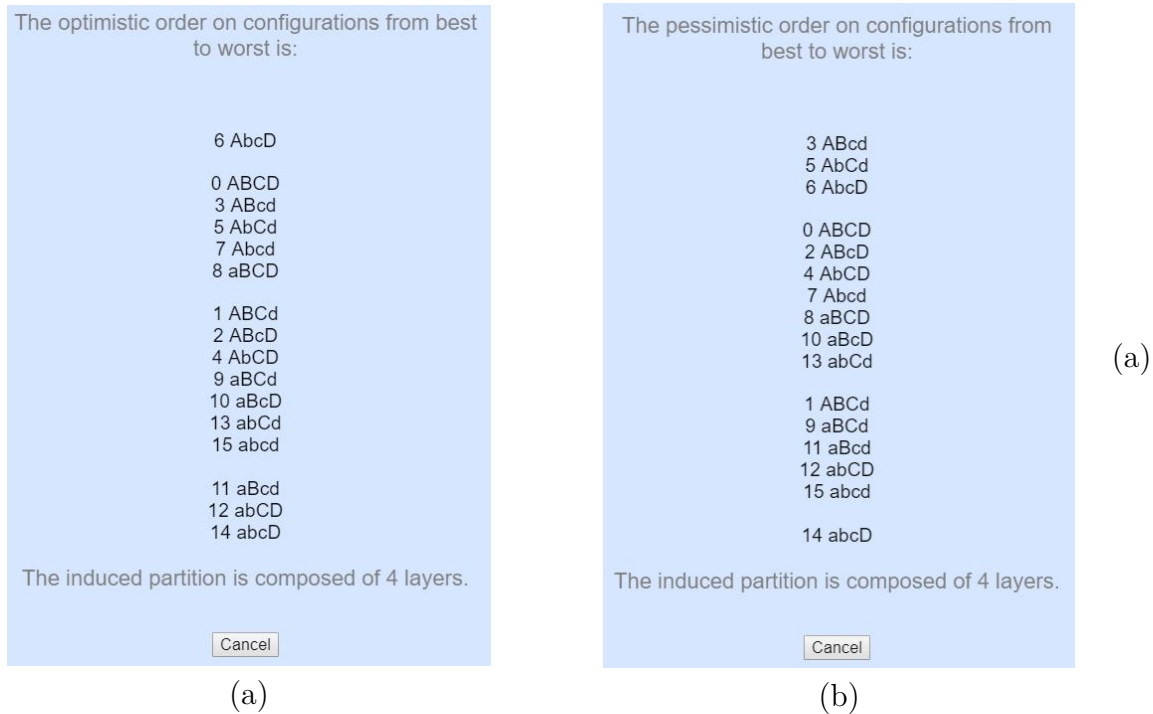 The optimistic order on configurations from best
to worst is:
6 AbcD
0 ABCD
3 ABcd
5 AbCd
7 Abcd
8 aBCD
1 ABCd
2 ABcD
4 AbCD
9 aBCd
10 aBcD
13 abCd
15 abcd
11 aBcd
12 abCD
14 abcD
The induced partition is composed of 4 layers.
Cancel
(a)
The pessimistic order on configurations from
best to worst is:
3 ABcd
5 AbCd
6 AbcD
0 ABCD
2 ABcD
4 AbCD
7 Abcd
8 aBCD
10 aBcD
13 abCd
1 ABCd
9 aBCd
11 aBcd
12 abCD
15 abcd
14 abcD
The induced partition is composed of 4 layers.
Cancel
(b)
(a)